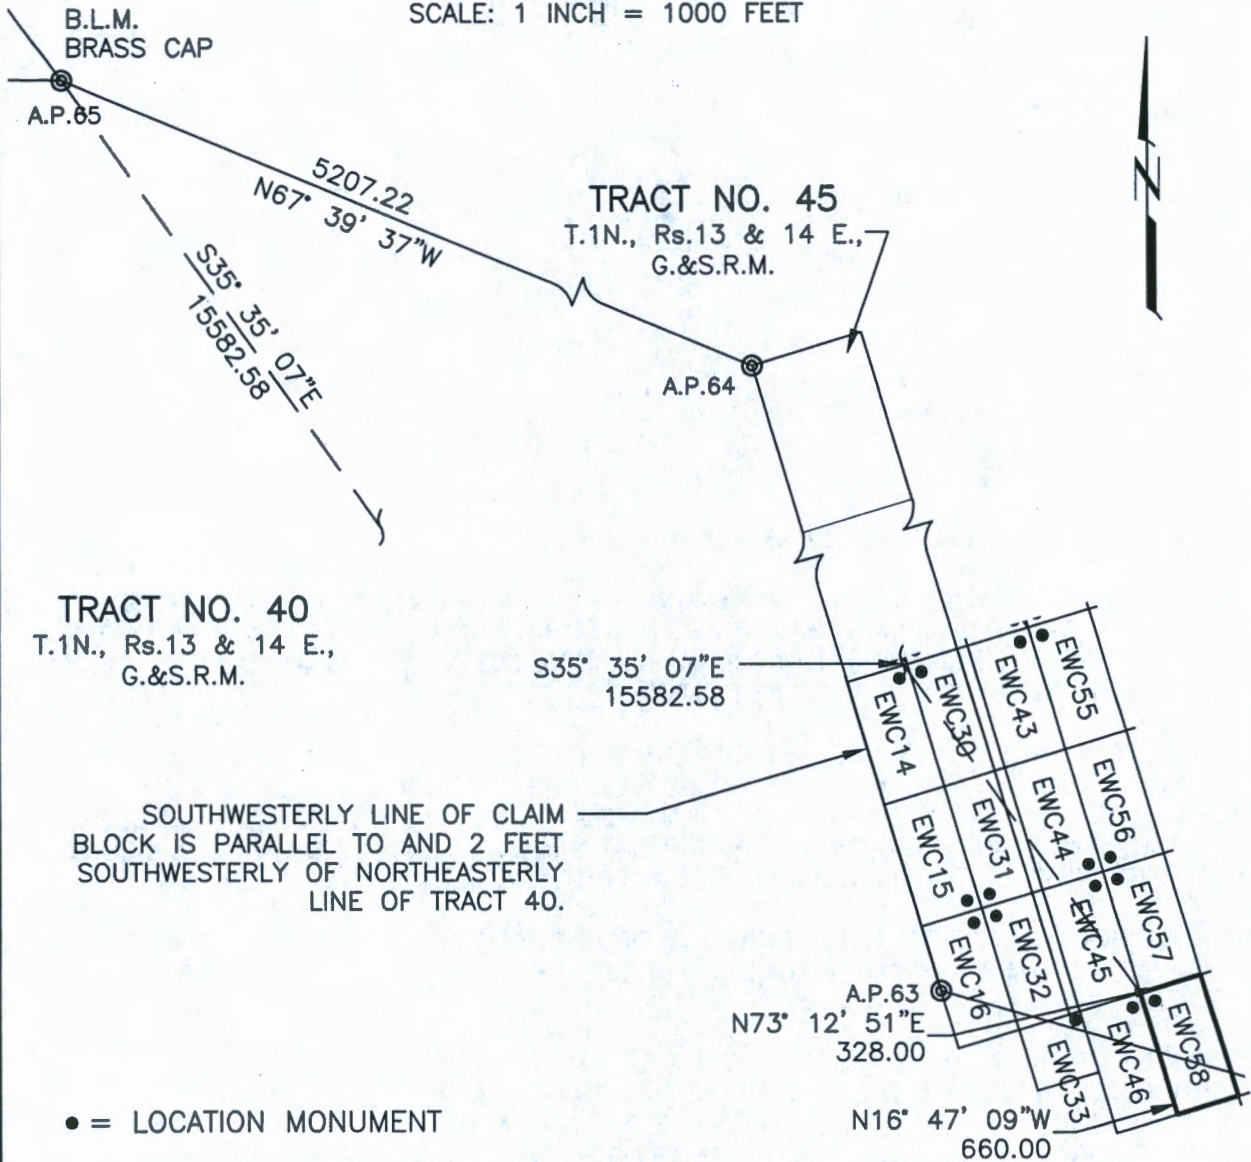 SCALE: 1 INCH = 1000 FEET
B.L.M.
BRASS CAP
A.P.65
5207.22
N67° 39' 37"W
TRACT NO. 45
T.1N., Rs.13 & 14 E.,
G.&S.R.M.
N
S35° 35' 07"E
15582.58
A.P.64
TRACT NO. 40
T.1N., Rs.13 & 14 E.,
G.&S.R.M.
S35° 35' 07"E
15582.58
EWC14
EWC30
EWC43
EWC55
SOUTHWESTERLY LINE OF CLAIM
BLOCK IS PARALLEL TO AND 2 FEET
SOUTHWESTERLY OF NORTHEASTERLY
LINE OF TRACT 40.
EWC15
EWC31
EWC44
EWC56
EWC16
EWC32
EWC45
EWC57
A.P.63
N73° 12' 51"E
328.00
EWC33
EWC46
EWC58
● = LOCATION MONUMENT
N16° 47' 09"W
660.00